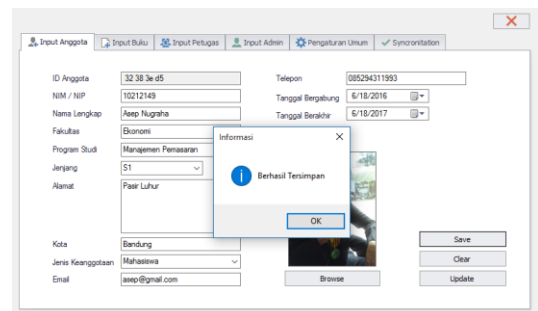 Input Anggota Input Buku Input Petugas Input Admin Pengaturan Umum Syncronitation
ID Anggota 32 38 3e d5 Telepon 085294311993
NIM / NIP 10212149 Tanggal Bergabung 6/18/2016
Nama Lengkap Asep Nugraha Tanggal Berakhir 6/18/2017
Fakultas Ekonomi
Informasi
Program Studi Manajemen Pemasaran
Jenjang S1
Berhasil Tersimpan
Alamat Pasir Luhur
OK
Kota Bandung
Save
Jenis Keanggotaan Mahasiswa
Clear
Email asep@gmail.com Browse Update